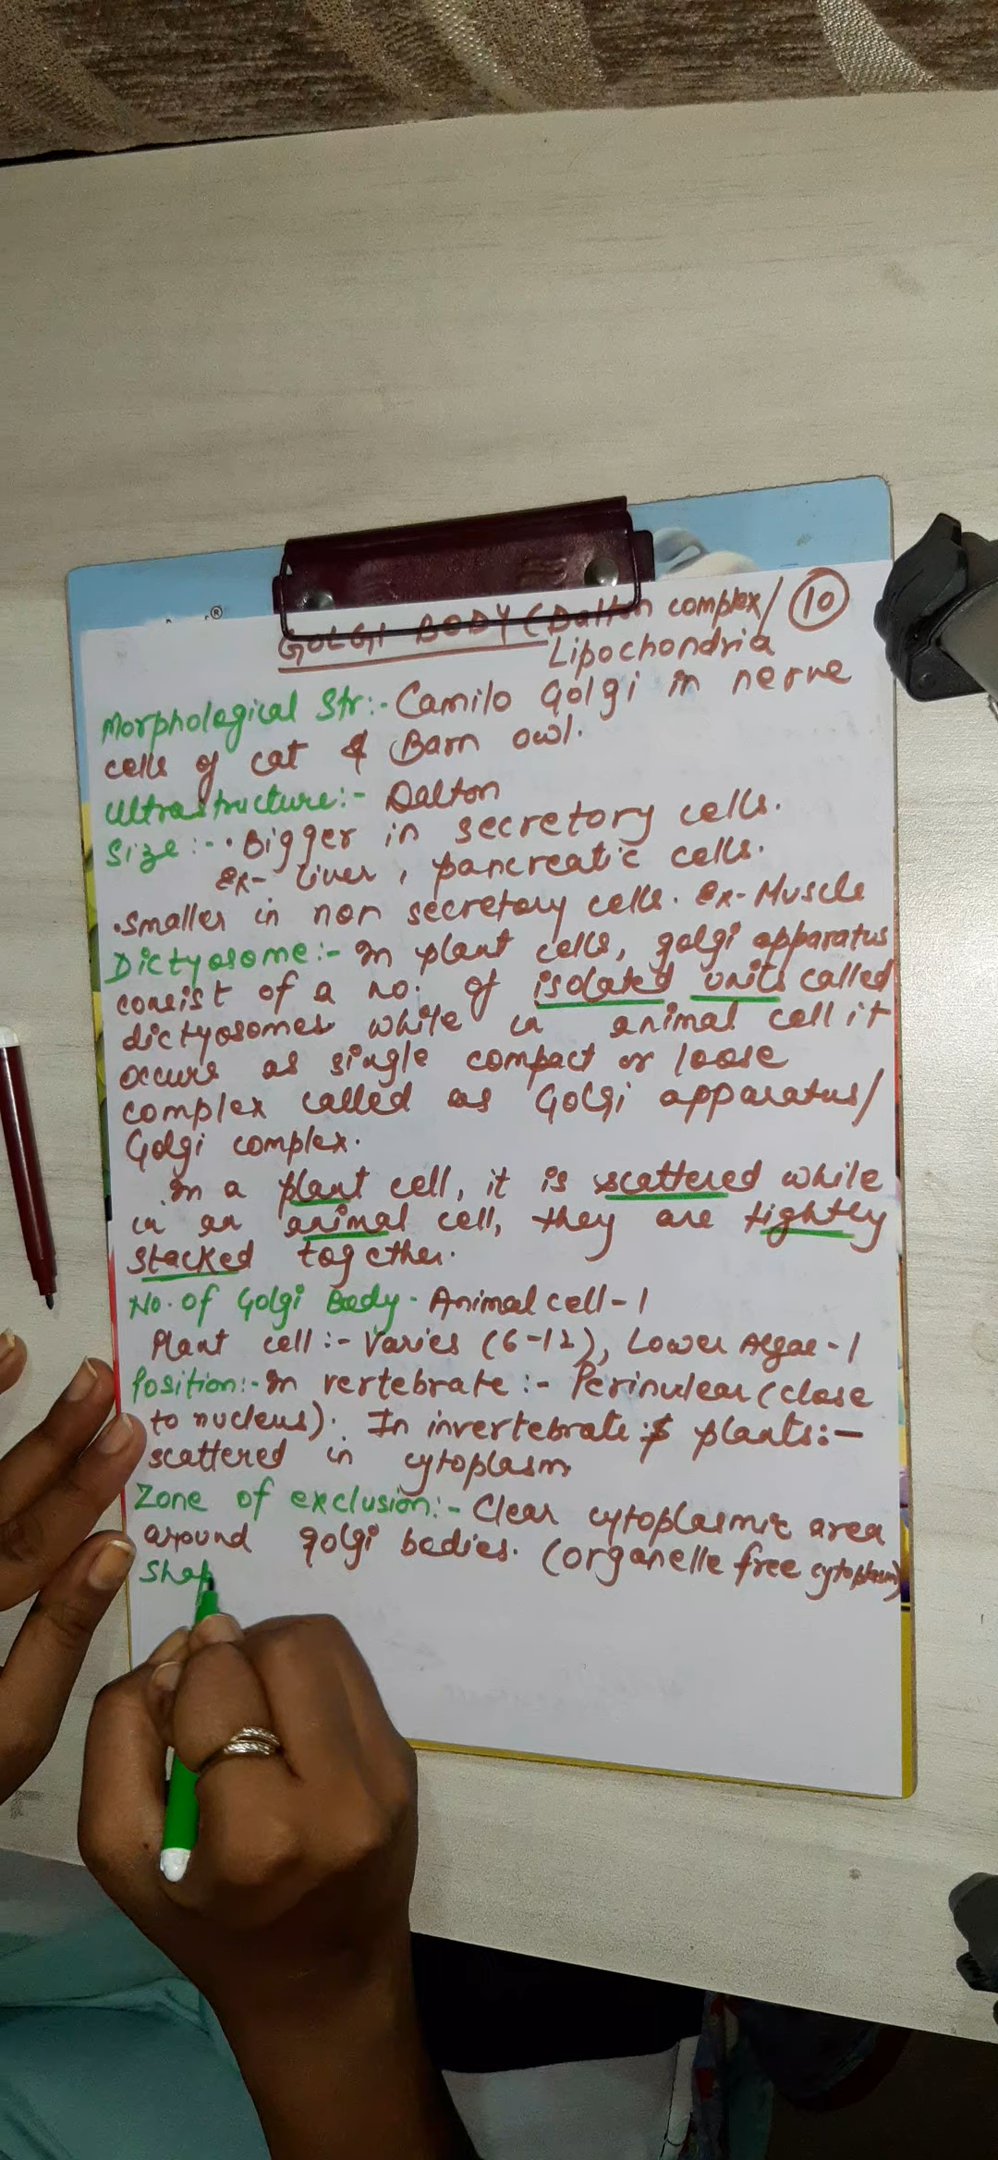 ®
GOLGI BODY (Dalton complex/ 10
Lipochondria
Morphological Str:- Camilo Golgi in nerve
cells of cat & Barn owl.
Ultrastructure:- Dalton
Size:- • Bigger in secretory cells.
Ex- Liver, pancreatic cells.
• Smaller in non secretory cells. Ex- Muscle
Dictyosome:- In plant cells, golgi apparatus
consist of a no. of isolated units called
dictyosomes while in animal cell it
occurs as single compact or loose
complex called as Golgi apparatus/
Golgi complex.
. In a plant cell, it is scattered while
in an animal cell, they are tightly
stacked together.
No. of Golgi Body - Animal cell - 1
Plant cell:- Varies (6-12), Lower Algae - 1
Position:- In vertebrate:- Perinulear (close
to nucleus). In invertebrate & plants:-
scattered in cytoplasm
Zone of exclusion:- Clear cytoplasmic area
around golgi bodies. (organelle free cytoplasm)
Shap